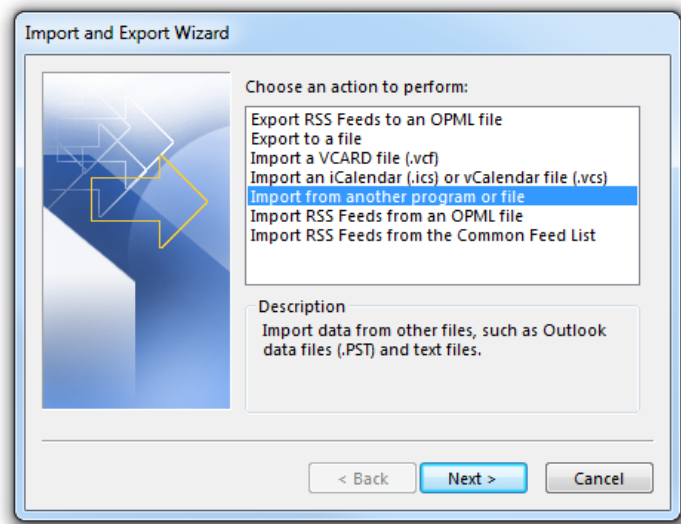 Import and Export Wizard
Choose an action to perform:
Export RSS Feeds to an OPML file
Export to a file
Import a VCARD file (.vcf)
Import an iCalendar (.ics) or vCalendar file (.vcs)
Import from another program or file
Import RSS Feeds from an OPML file
Import RSS Feeds from the Common Feed List
Description
Import data from other files, such as Outlook
data files (.PST) and text files.
< Back Next > Cancel